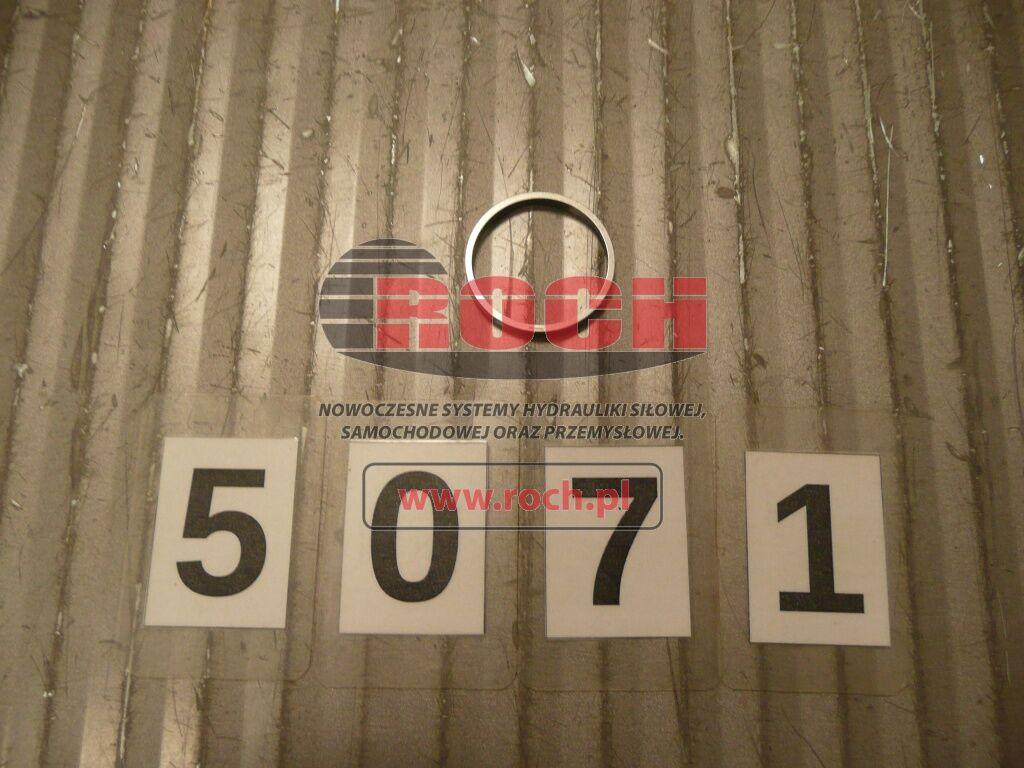 ROCH
NOWOCZESNE SYSTEMY HYDRAULIKI SIŁOWEJ,
SAMOCHODOWEJ ORAZ PRZEMYSŁOWEJ.
www.roch.pl
5 0 7 1